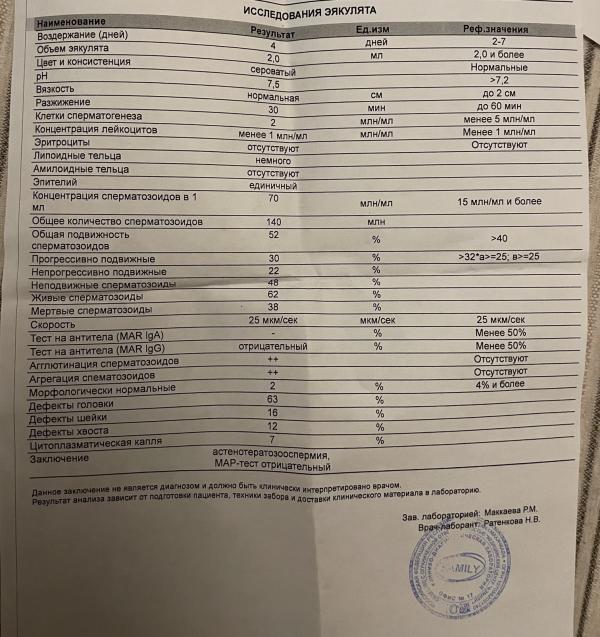 ИССЛЕДОВАНИЯ ЭЯКУЛЯТА
Наименование Результат Ед.изм Реф.значения
Воздержание (дней) 4 дней 2-7
Объем эякулята 2,0 мл 2,0 и более
Цвет и консистенция сероватый Нормальные
pH 7,5 >7,2
Вязкость нормальная см до 2 см
Разжижение 30 мин до 60 мин
Клетки сперматогенеза 2 млн/мл менее 5 млн/мл
Концентрация лейкоцитов менее 1 млн/мл млн/мл Менее 1 млн/мл
Эритроциты отсутствуют Отсутствуют
Липоидные тельца немного
Амилоидные тельца отсутствуют
Эпителий единичный
Концентрация сперматозоидов в 1 70 млн/мл 15 млн/мл и более
мл
Общее количество сперматозоидов 140 млн
Общая подвижность 52 % >40
сперматозоидов
Прогрессивно подвижные 30 % >32*а>=25; в>=25
Непрогрессивно подвижные 22 %
Неподвижные сперматозоиды 48 %
Живые сперматозоиды 62 %
Мертвые сперматозоиды 38 %
Скорость 25 мкм/сек мкм/сек 25 мкм/сек
Тест на антитела (MAR IgA) - % Менее 50%
Тест на антитела (MAR IgG) отрицательный % Менее 50%
Агглютинация сперматозоидов ++ Отсутствуют
Агрегация спематозоидов ++ Отсутствуют
Морфологически нормальные 2 % 4% и более
Дефекты головки 63 %
Дефекты шейки 16 %
Дефекты хвоста 12 %
Цитоплазматическая капля 7 %
Заключение астенотератозооспермия,
МАР-тест отрицательный
Данное заключение не является диагнозом и должно быть клинически интерпретировано врачом.
Результат анализа зависит от подготовки пациента, техники забора и доставки клинического материала в лабораторию.
Зав. лабораторией: Маккаева Р.М.
Врач-лаборант: Ратенкова Н.В.
FAMILY
ОФИС № 17